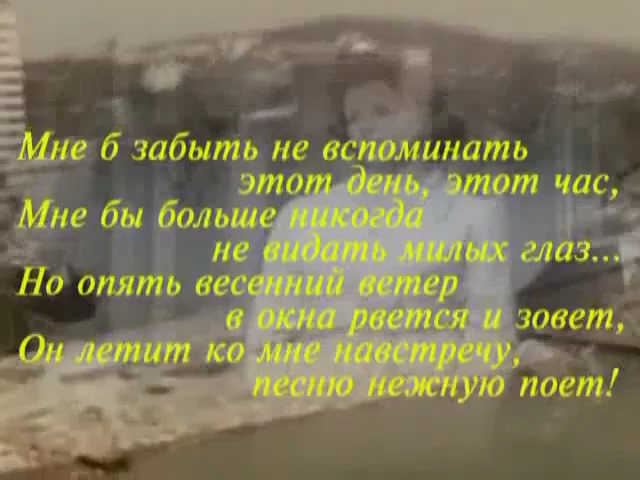 Мне б забыть не вспоминать
этот день, этот час,
Мне бы больше никогда
не видать милых глаз...
Но опять весенний ветер
в окна рвется и зовет,
Он летит ко мне навстречу,
песню нежную поет!